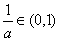 1/a ∈ (0,1)